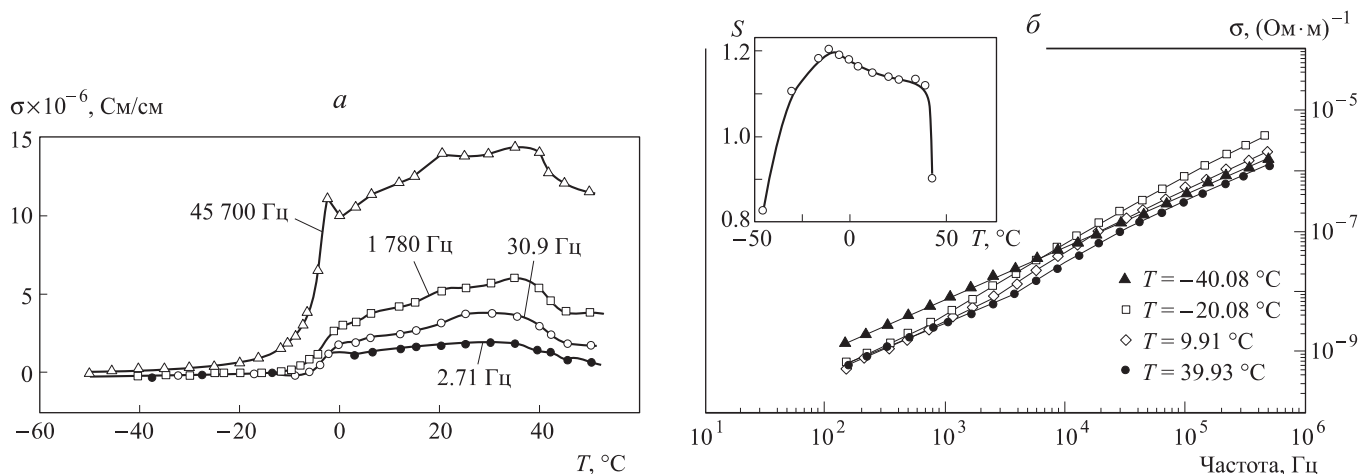 а
σ×10⁻⁶, См/см
15
10
5
0
45 700 Гц
1 780 Гц
30.9 Гц
2.71 Гц
−60 −40 −20 0 20 40
T, °C
б
S
σ, (Ом·м)⁻¹
1.2
1.0
0.8
−50 0 50
T, °C
10⁻⁵
10⁻⁷
10⁻⁹
T = −40.08 °C
T = −20.08 °C
T = 9.91 °C
T = 39.93 °C
10¹ 10² 10³ 10⁴ 10⁵ 10⁶
Частота, Гц